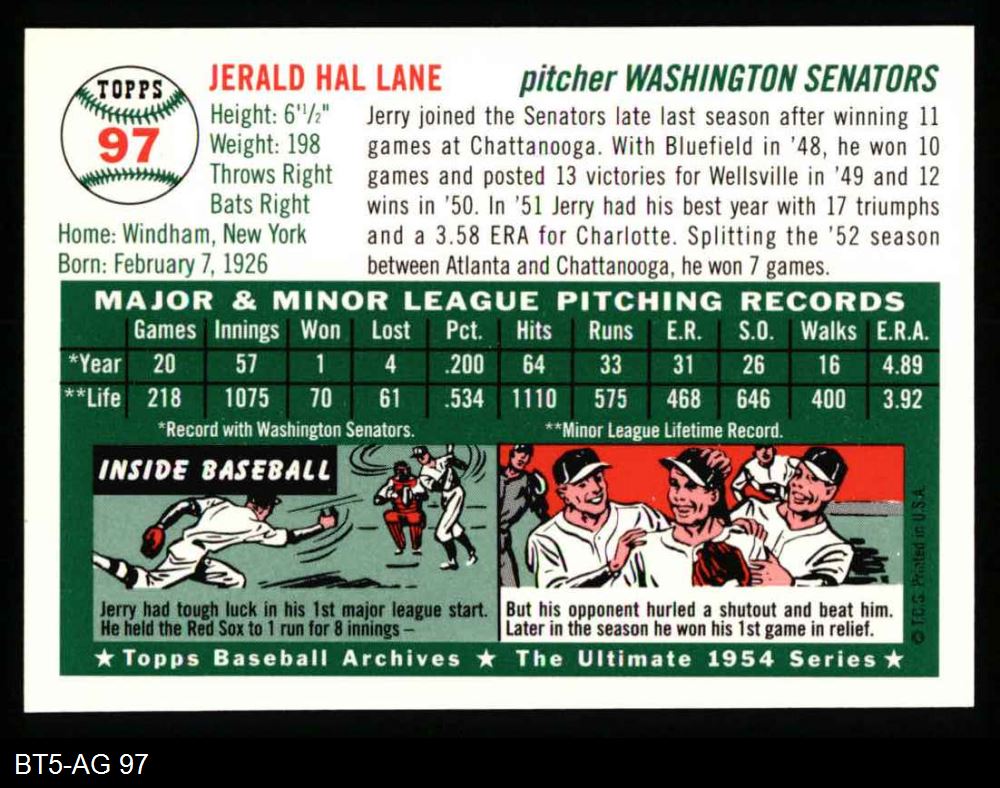 TOPPS
97
JERALD HAL LANE
pitcher WASHINGTON SENATORS
Height: 6'½"
Weight: 198
Throws Right
Bats Right
Home: Windham, New York
Born: February 7, 1926
Jerry joined the Senators late last season after winning 11
games at Chattanooga. With Bluefield in '48, he won 10
games and posted 13 victories for Wellsville in '49 and 12
wins in '50. In '51 Jerry had his best year with 17 triumphs
and a 3.58 ERA for Charlotte. Splitting the '52 season
between Atlanta and Chattanooga, he won 7 games.
MAJOR & MINOR LEAGUE PITCHING RECORDS
Games Innings Won Lost Pct. Hits Runs E.R. S.O. Walks E.R.A.
*Year 20 57 1 4 .200 64 33 31 26 16 4.89
**Life 218 1075 70 61 .534 1110 575 468 646 400 3.92
*Record with Washington Senators. **Minor League Lifetime Record.
INSIDE BASEBALL
Jerry had tough luck in his 1st major league start.
He held the Red Sox to 1 run for 8 innings –
But his opponent hurled a shutout and beat him.
Later in the season he won his 1st game in relief.
© T.C.G. Printed in U.S.A.
★ Topps Baseball Archives ★ The Ultimate 1954 Series ★
BT5-AG 97